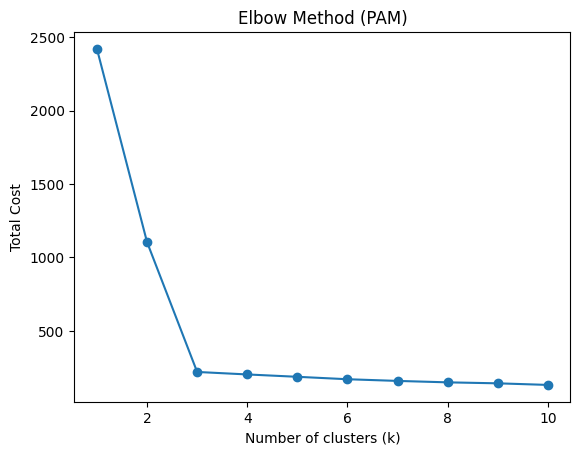 Elbow Method (PAM)
2500
2000
1500
1000
500
Total Cost
2 4 6 8 10
Number of clusters (k)